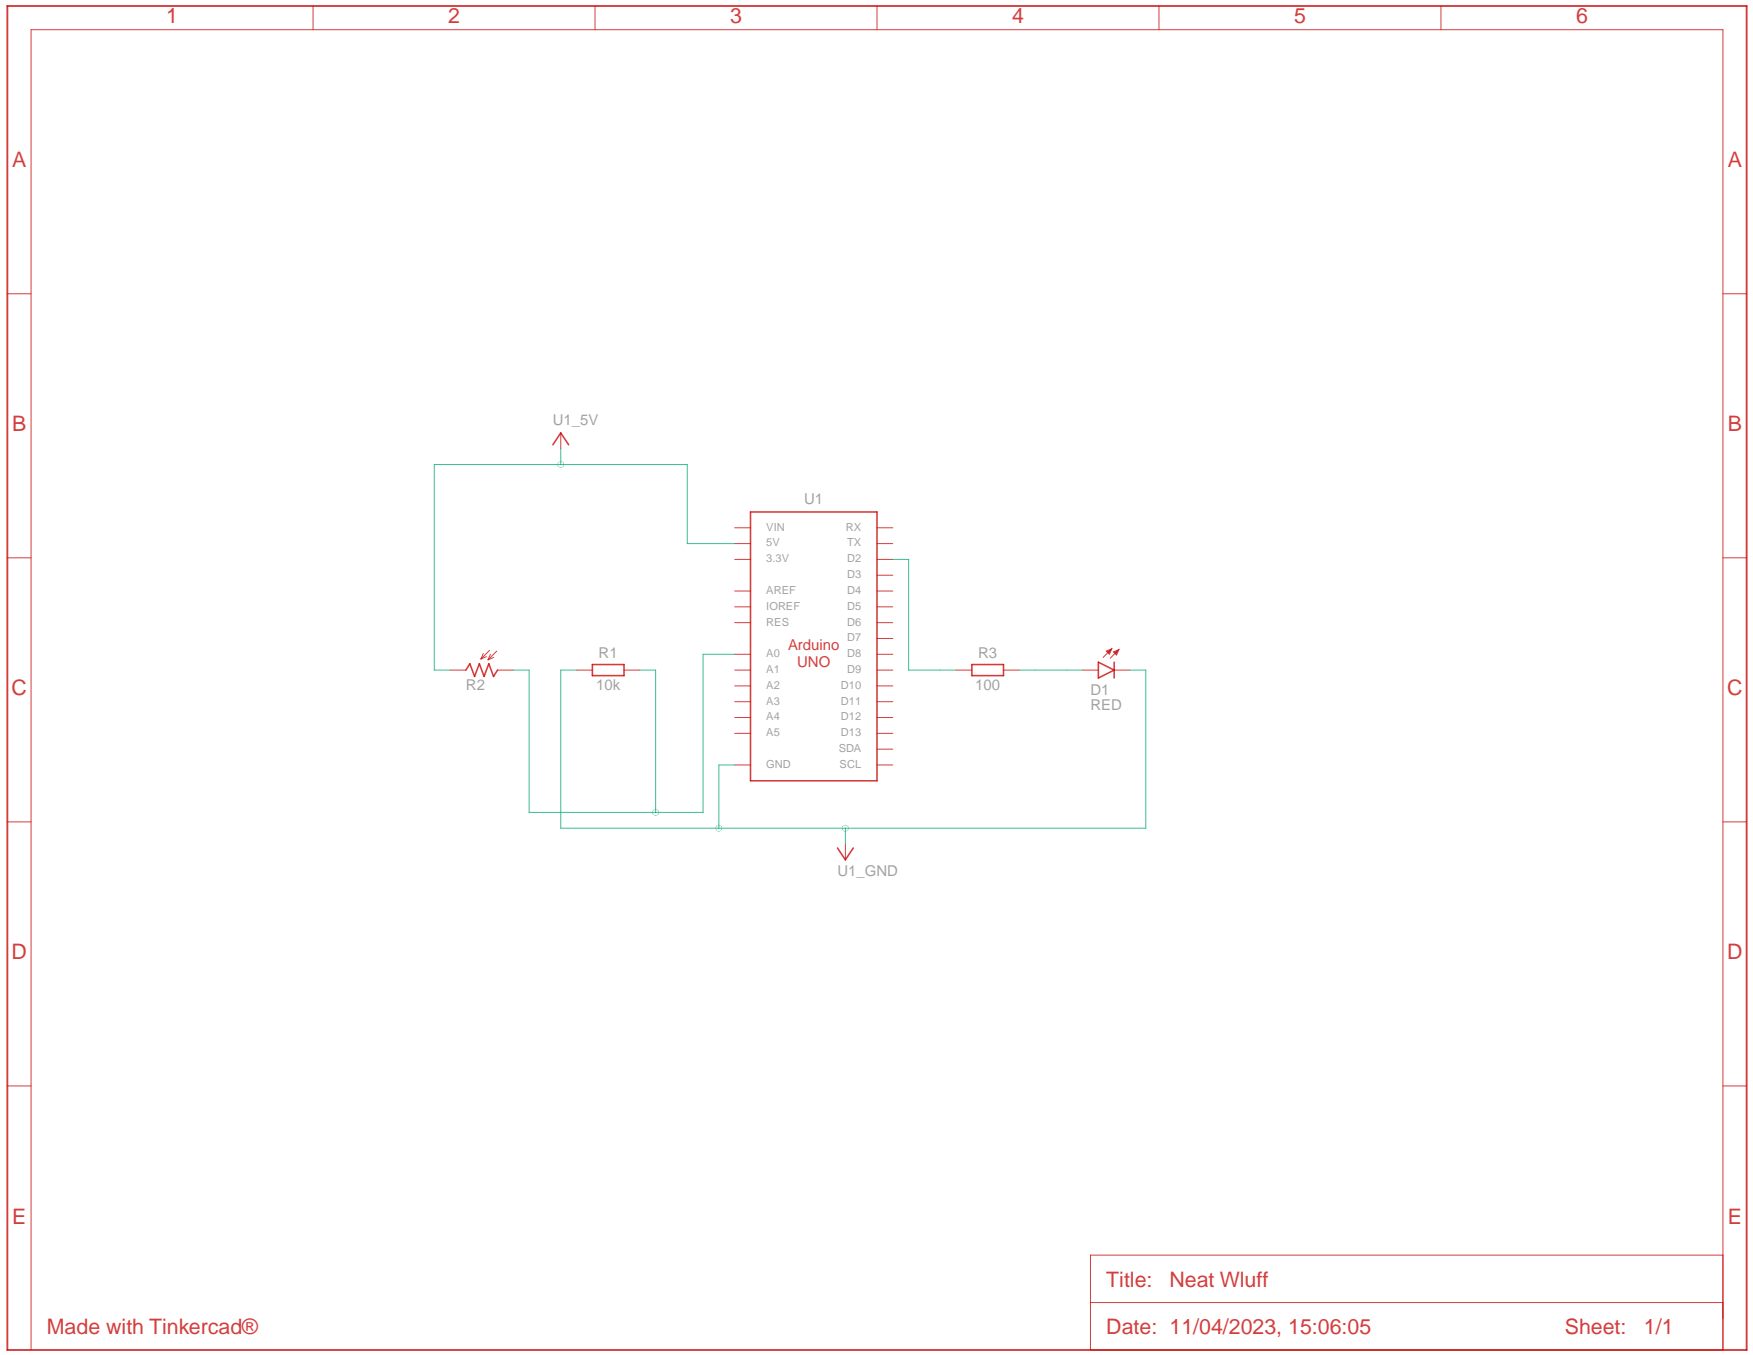 1 2 3 4 5 6
A A
B B
U1_5V
U1
VIN RX
5V TX
3.3V D2
D3
AREF D4
IOREF D5
RES D6
D7
Arduino
UNO
A0 D8
A1 D9
A2 D10
A3 D11
A4 D12
A5 D13
SDA
GND SCL
R2
R1
10k
R3
100
D1
RED
C C
U1_GND
D D
E E
Title: Neat Wluff
Made with Tinkercad®
Date: 11/04/2023, 15:06:05 Sheet: 1/1